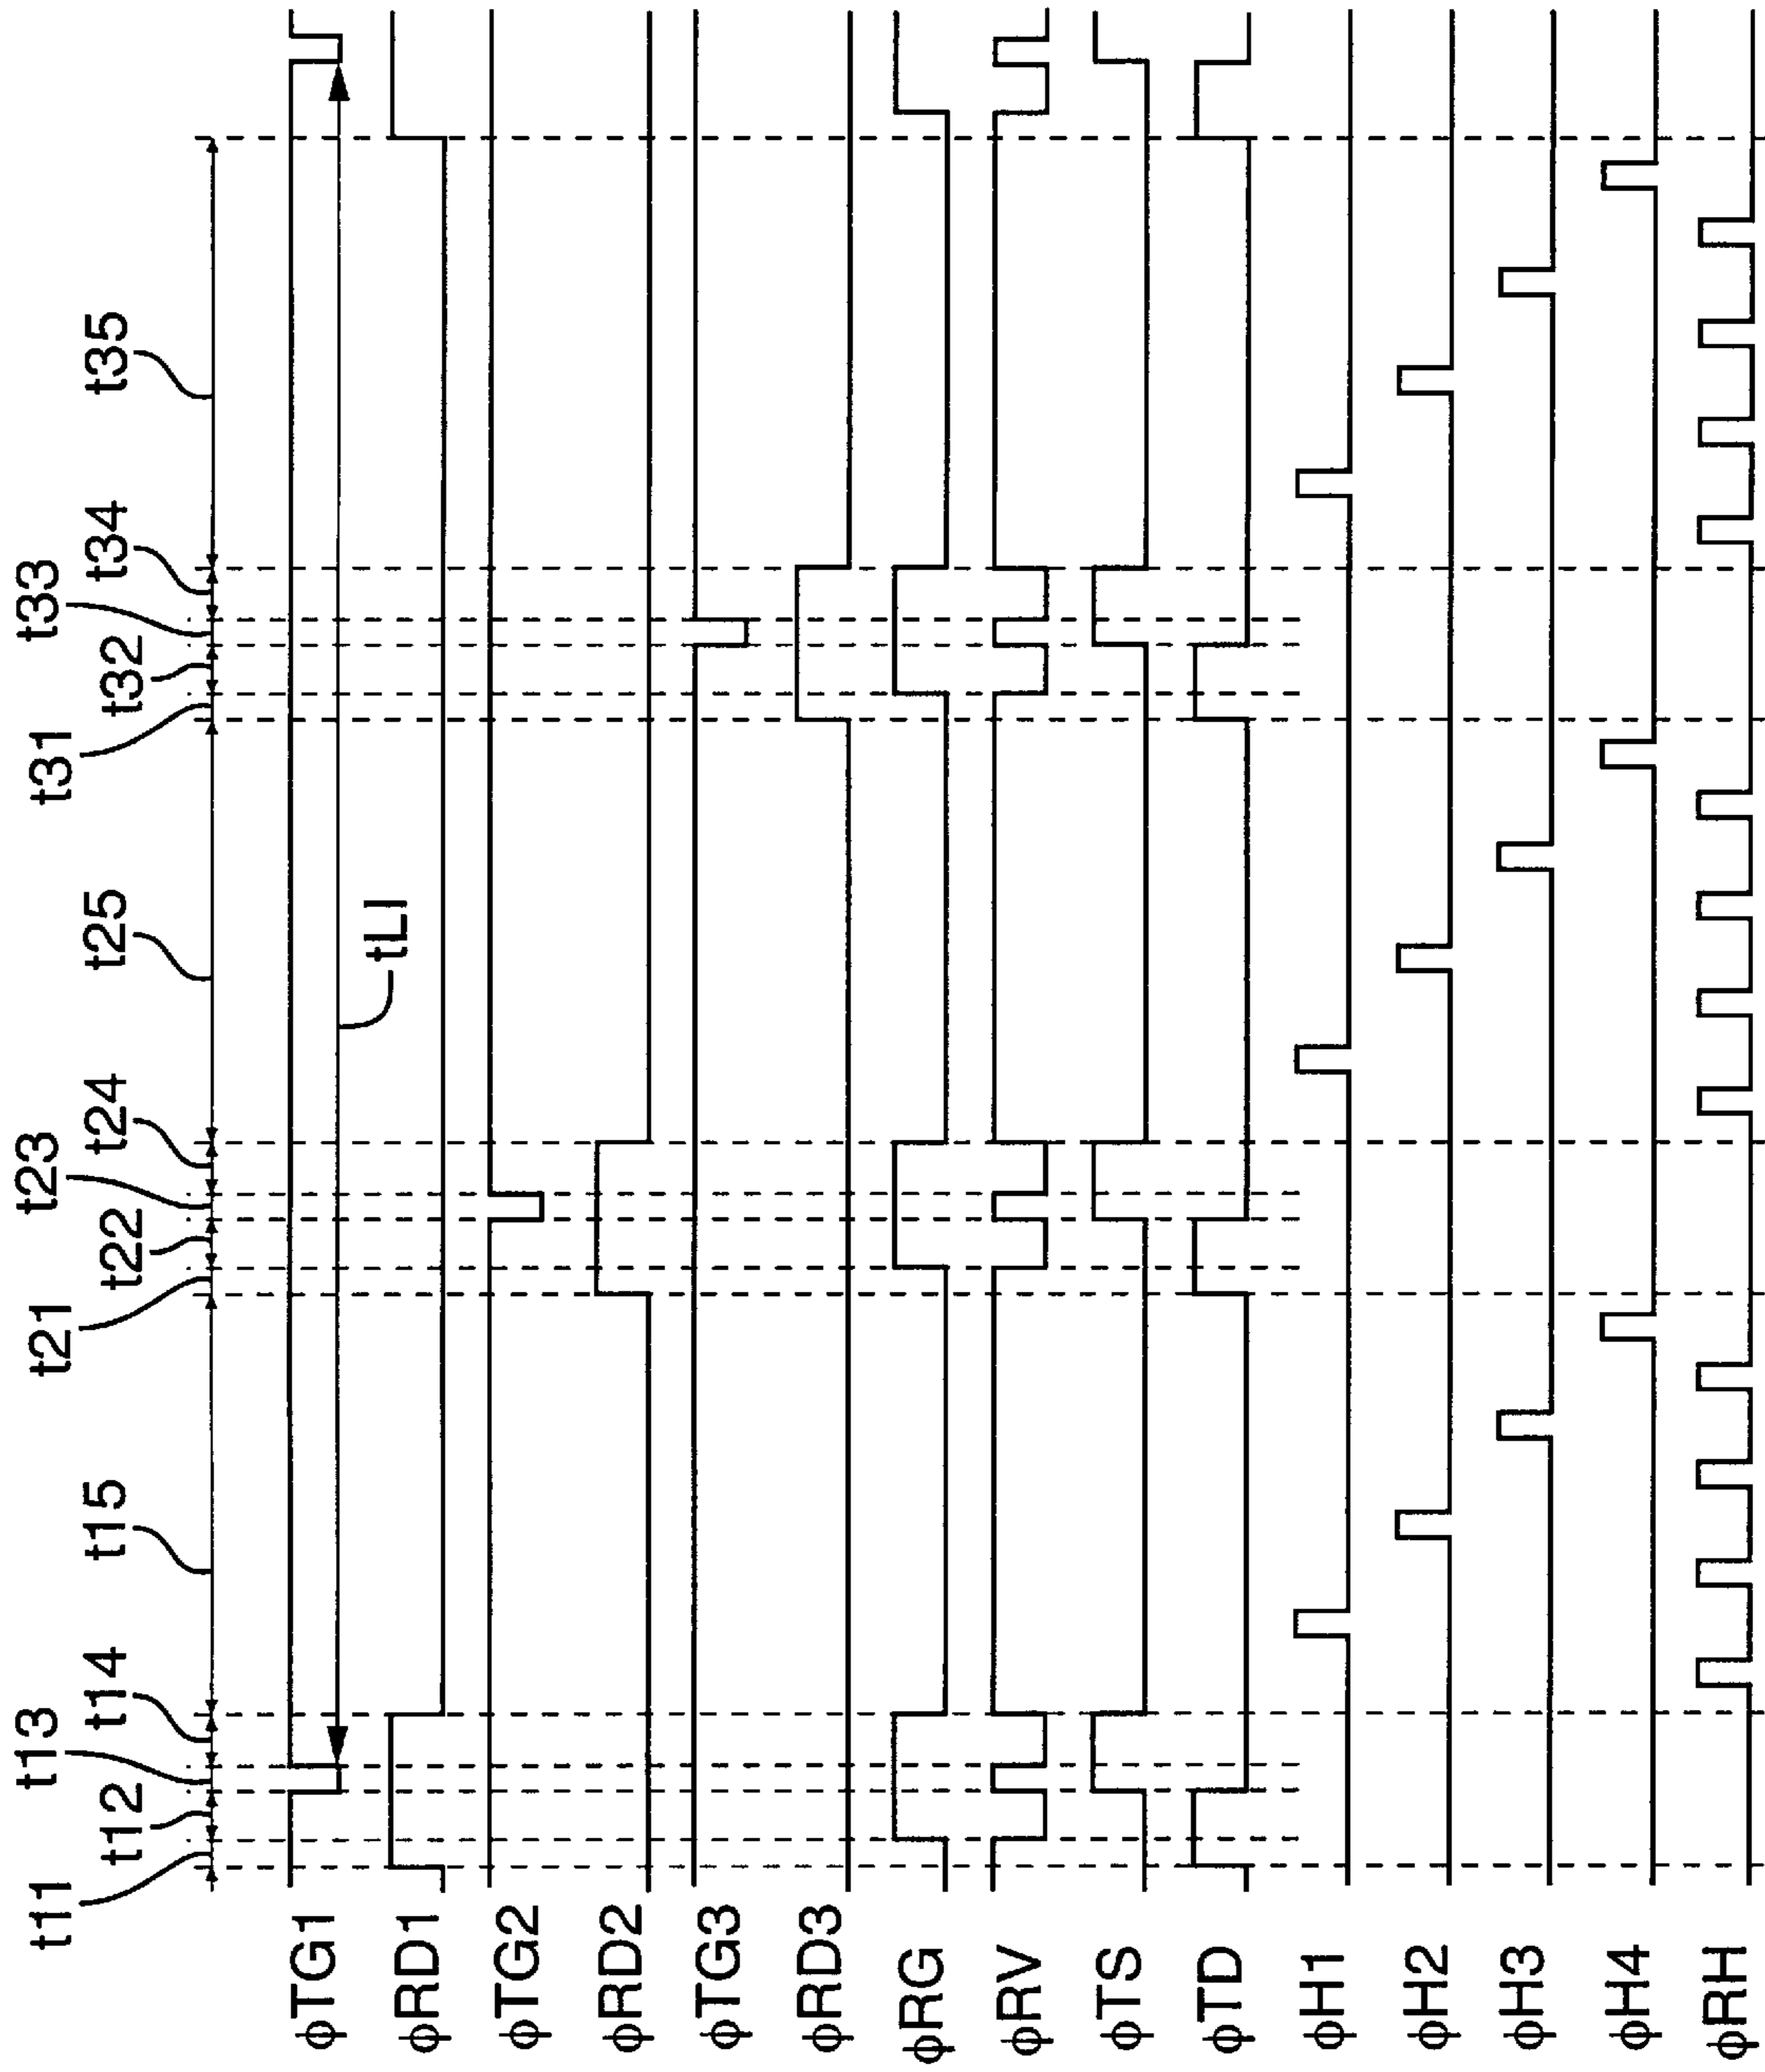 t11
t12
t13
t14
t15
t21
t22
t23
t24
t25
t31
t32
t33
t34
t35
ϕTG1
tLI
ϕRD1
ϕTG2
ϕRD2
ϕTG3
ϕRD3
ϕRG
ϕRV
ϕTS
ϕTD
ϕH1
ϕH2
ϕH3
ϕH4
ϕRH